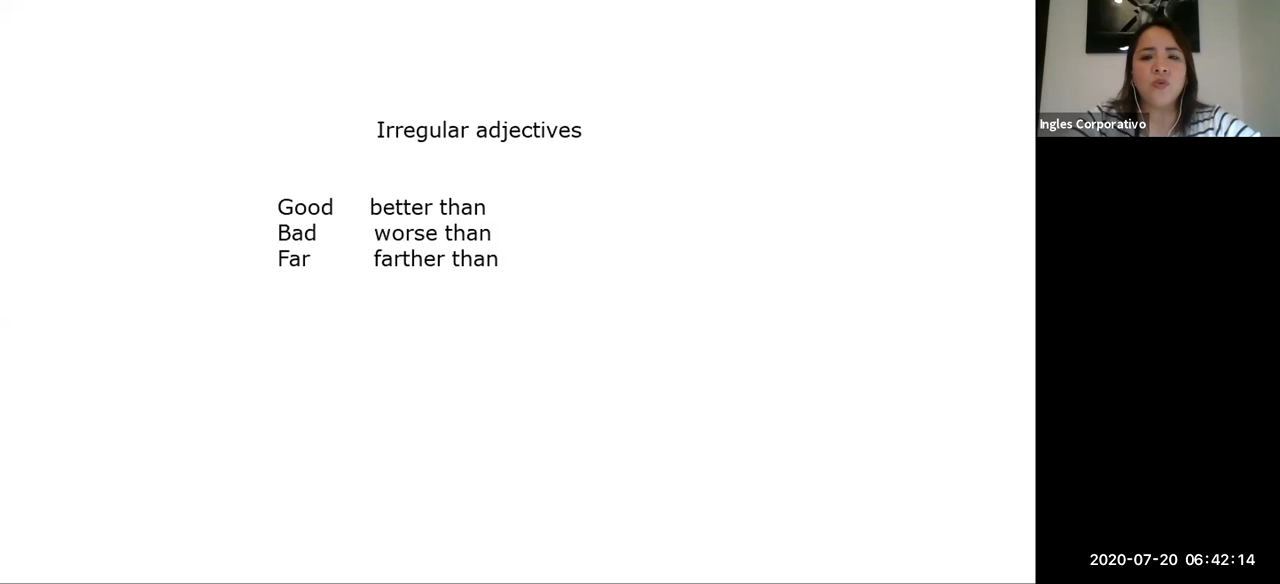 Irregular adjectives
Good better than
Bad worse than
Far farther than
Ingles Corporativo
2020-07-20 06:42:14